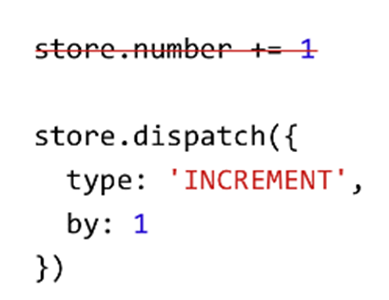 store.number += 1
store.dispatch({
  type: 'INCREMENT',
  by: 1
})